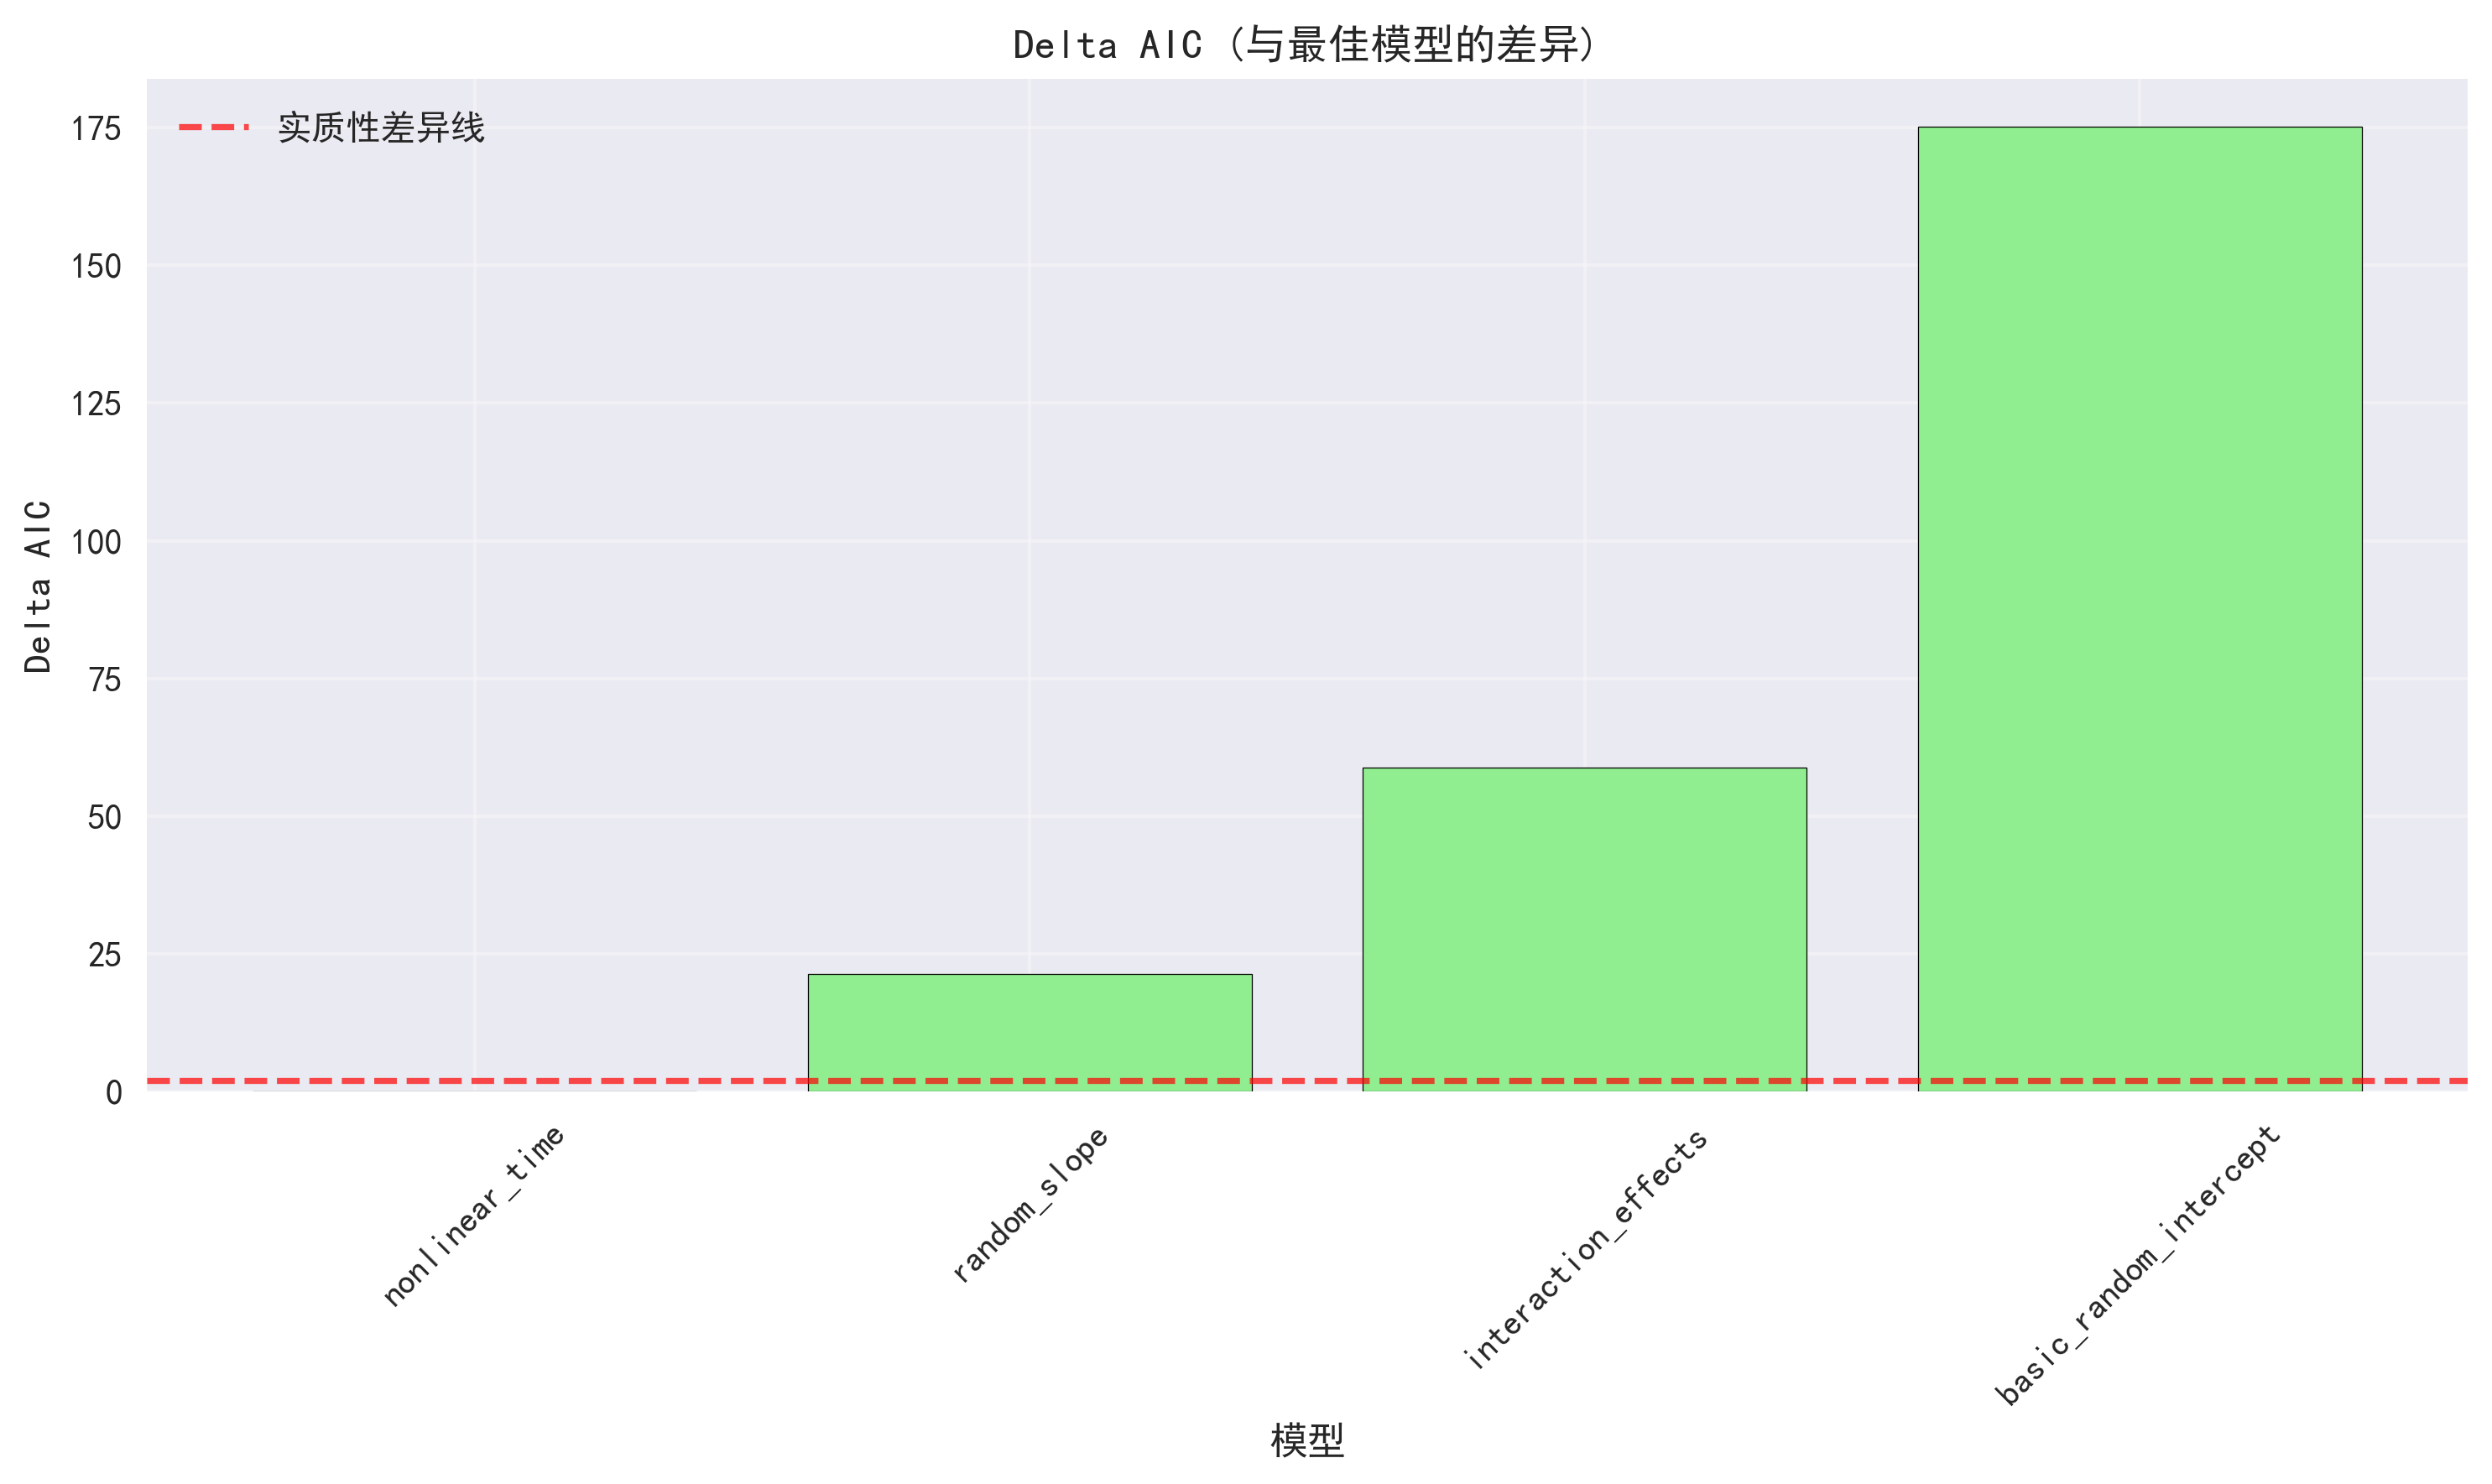 Delta AIC (与最佳模型的差异)
实质性差异线
Delta AIC
175
150
125
100
75
50
25
0
nonlinear_time
random_slope
interaction_effects
basic_random_intercept
模型